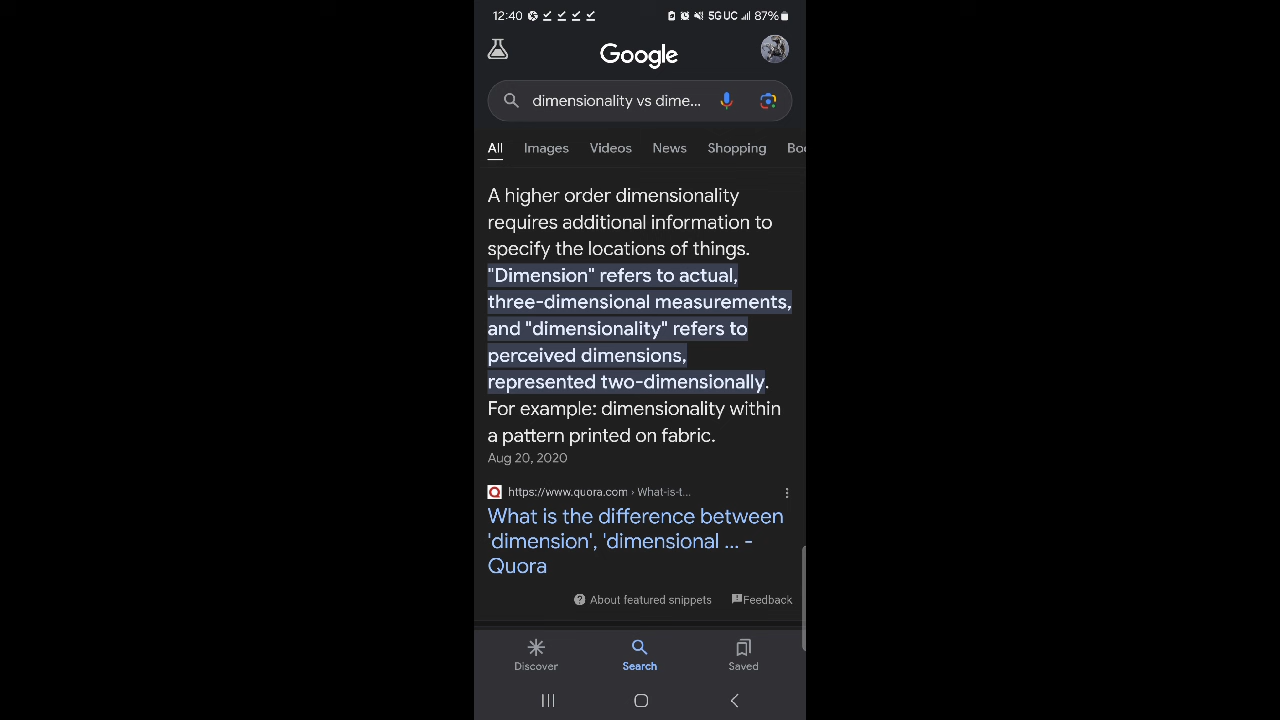 12:40 5G UC 87%
Google
dimensionality vs dime...
All Images Videos News Shopping Boo
A higher order dimensionality
requires additional information to
specify the locations of things.
"Dimension" refers to actual,
three-dimensional measurements,
and "dimensionality" refers to
perceived dimensions,
represented two-dimensionally.
For example: dimensionality within
a pattern printed on fabric.
Aug 20, 2020
https://www.quora.com › What-is-t...
What is the difference between
'dimension', 'dimensional ... -
Quora
About featured snippets Feedback
Discover Search Saved